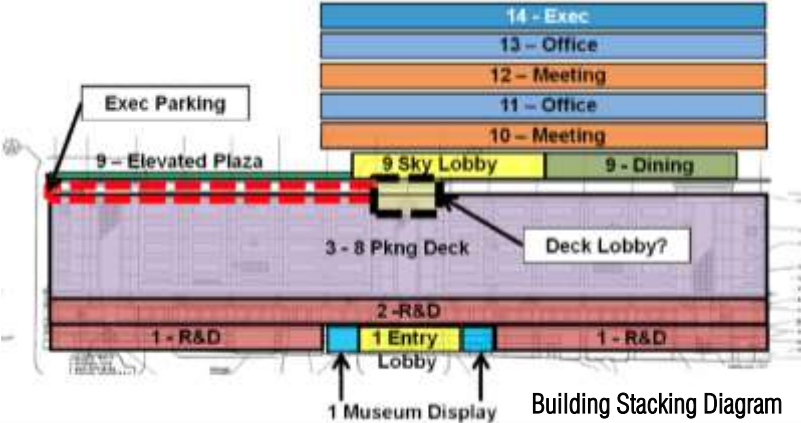 14 - Exec
13 – Office
12 – Meeting
Exec Parking
11 – Office
10 – Meeting
9 – Elevated Plaza
9 Sky Lobby
9 - Dining
3 - 8 Pkng Deck
Deck Lobby?
2 -R&D
1 - R&D
1 Entry
Lobby
1 - R&D
1 Museum Display
Building Stacking Diagram